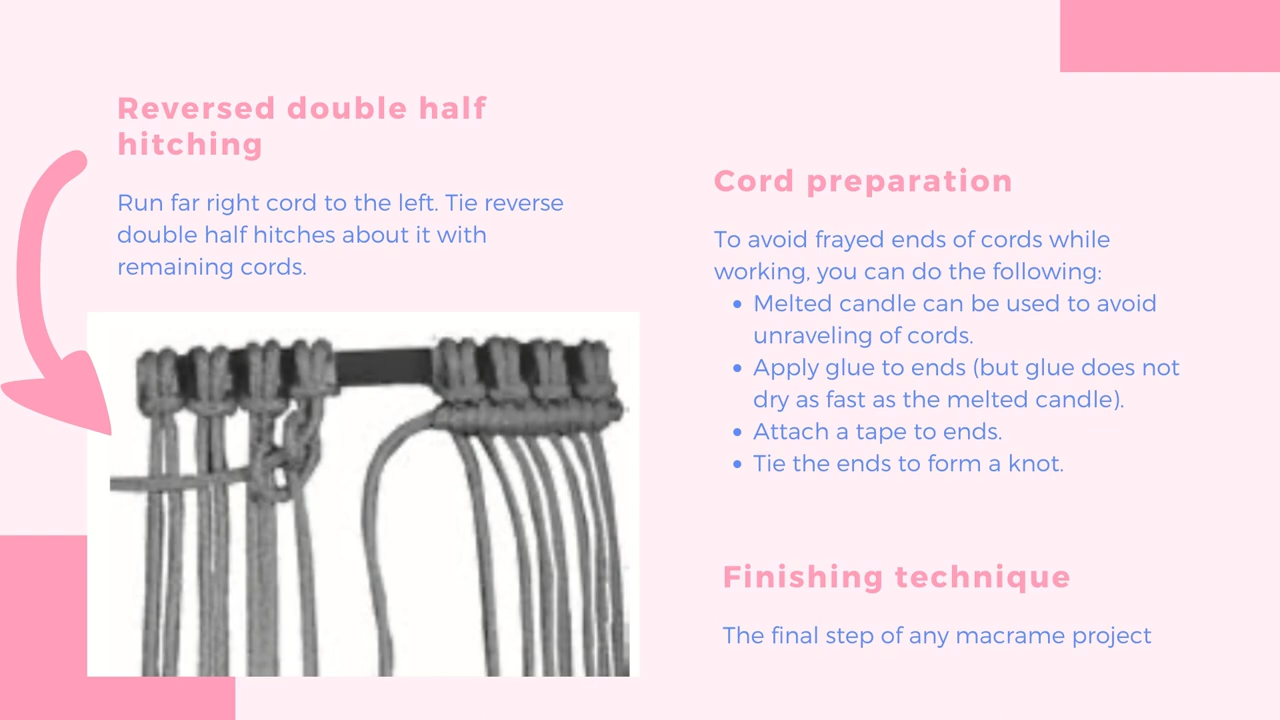 Reversed double half
hitching
Run far right cord to the left. Tie reverse
double half hitches about it with
remaining cords.
Cord preparation
To avoid frayed ends of cords while
working, you can do the following:
• Melted candle can be used to avoid
unraveling of cords.
• Apply glue to ends (but glue does not
dry as fast as the melted candle).
• Attach a tape to ends.
• Tie the ends to form a knot.
Finishing technique
The final step of any macrame project